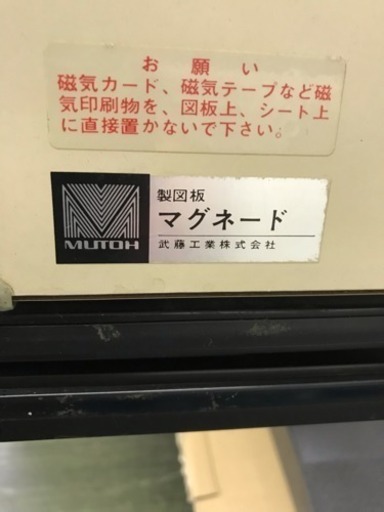 お願い
磁気カード、磁気テープなど磁
気印刷物を、図板上、シート上
に直接置かないで下さい。
MUTOH
製図板
マグネード
武藤工業株式会社